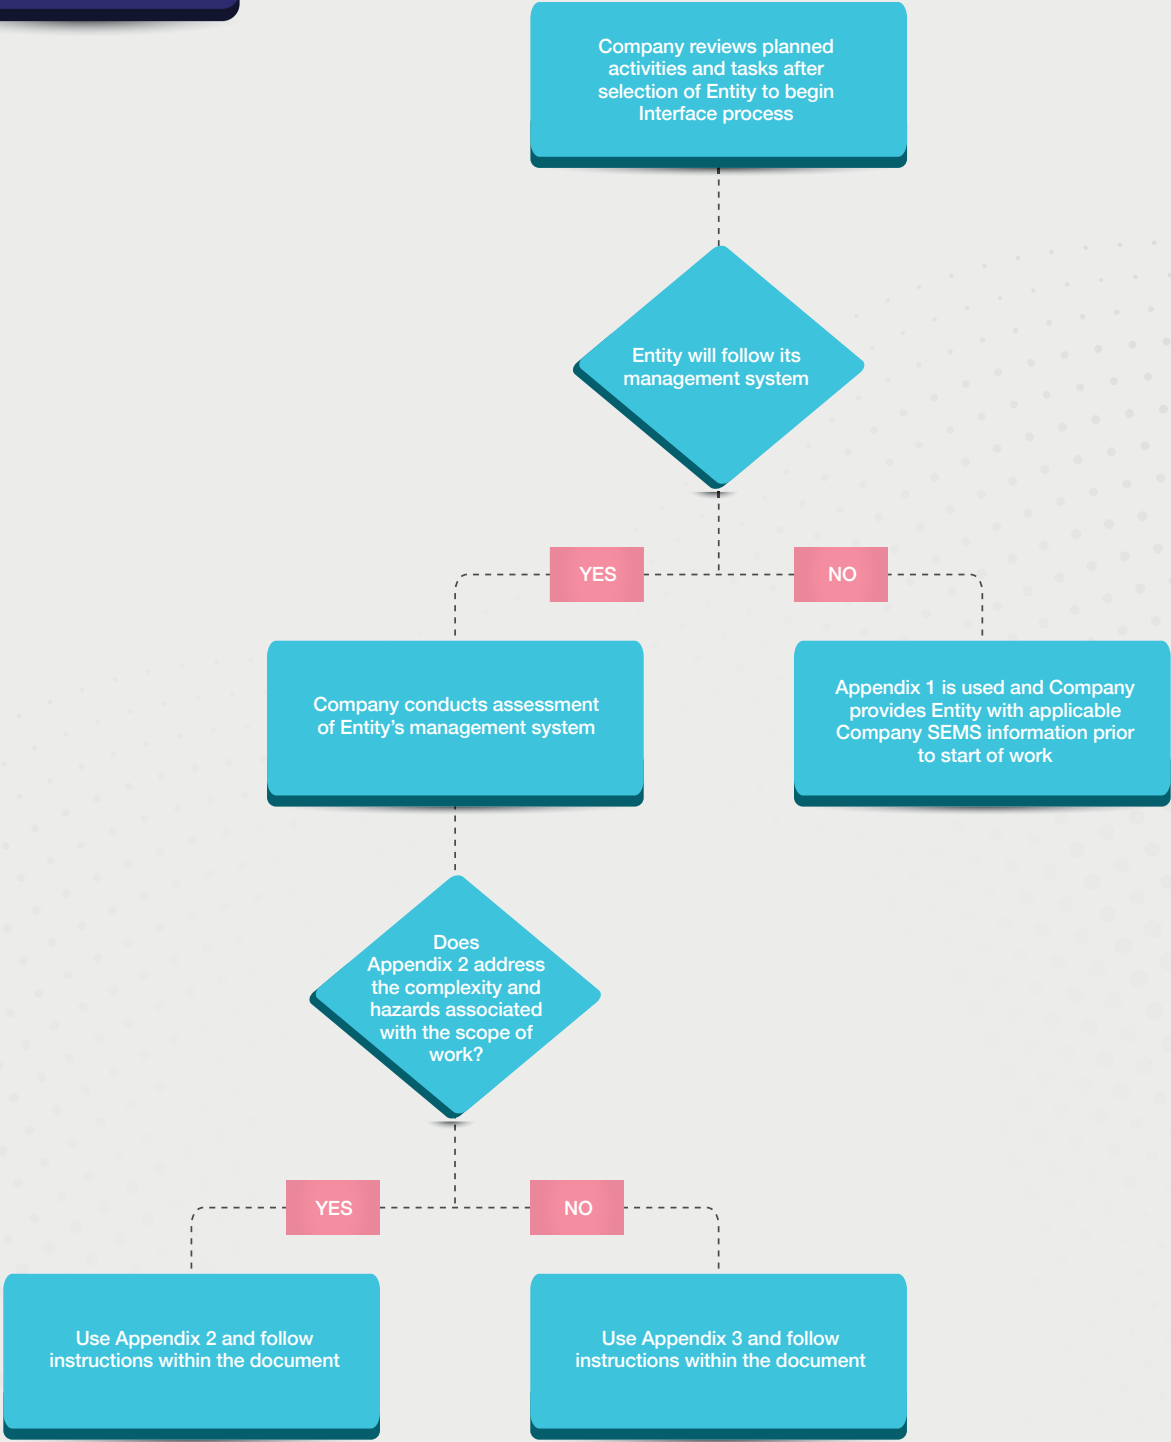 Company reviews planned
activities and tasks after
selection of Entity to begin
Interface process
Entity will follow its
management system
YES
NO
Company conducts assessment
of Entity’s management system
Appendix 1 is used and Company
provides Entity with applicable
Company SEMS information prior
to start of work
Does
Appendix 2 address
the complexity and
hazards associated
with the scope of
work?
YES
NO
Use Appendix 2 and follow
instructions within the document
Use Appendix 3 and follow
instructions within the document